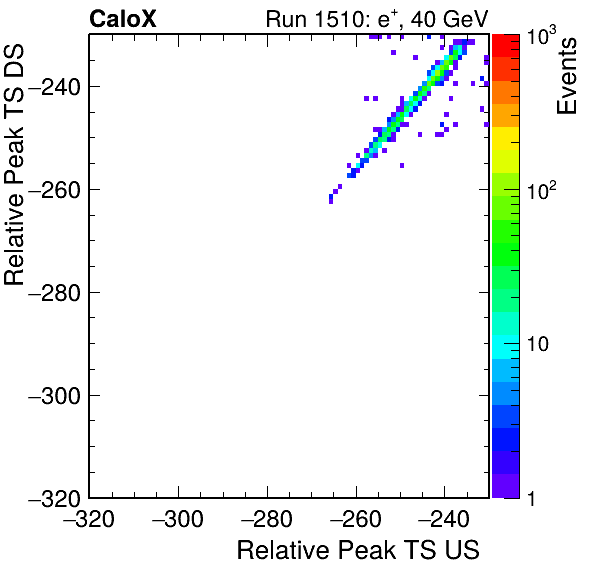 CaloX
Run 1510: e⁺, 40 GeV
10³
10²
10
1
Events
−240
−260
−280
−300
−320
Relative Peak TS DS
−320 −300 −280 −260 −240
Relative Peak TS US